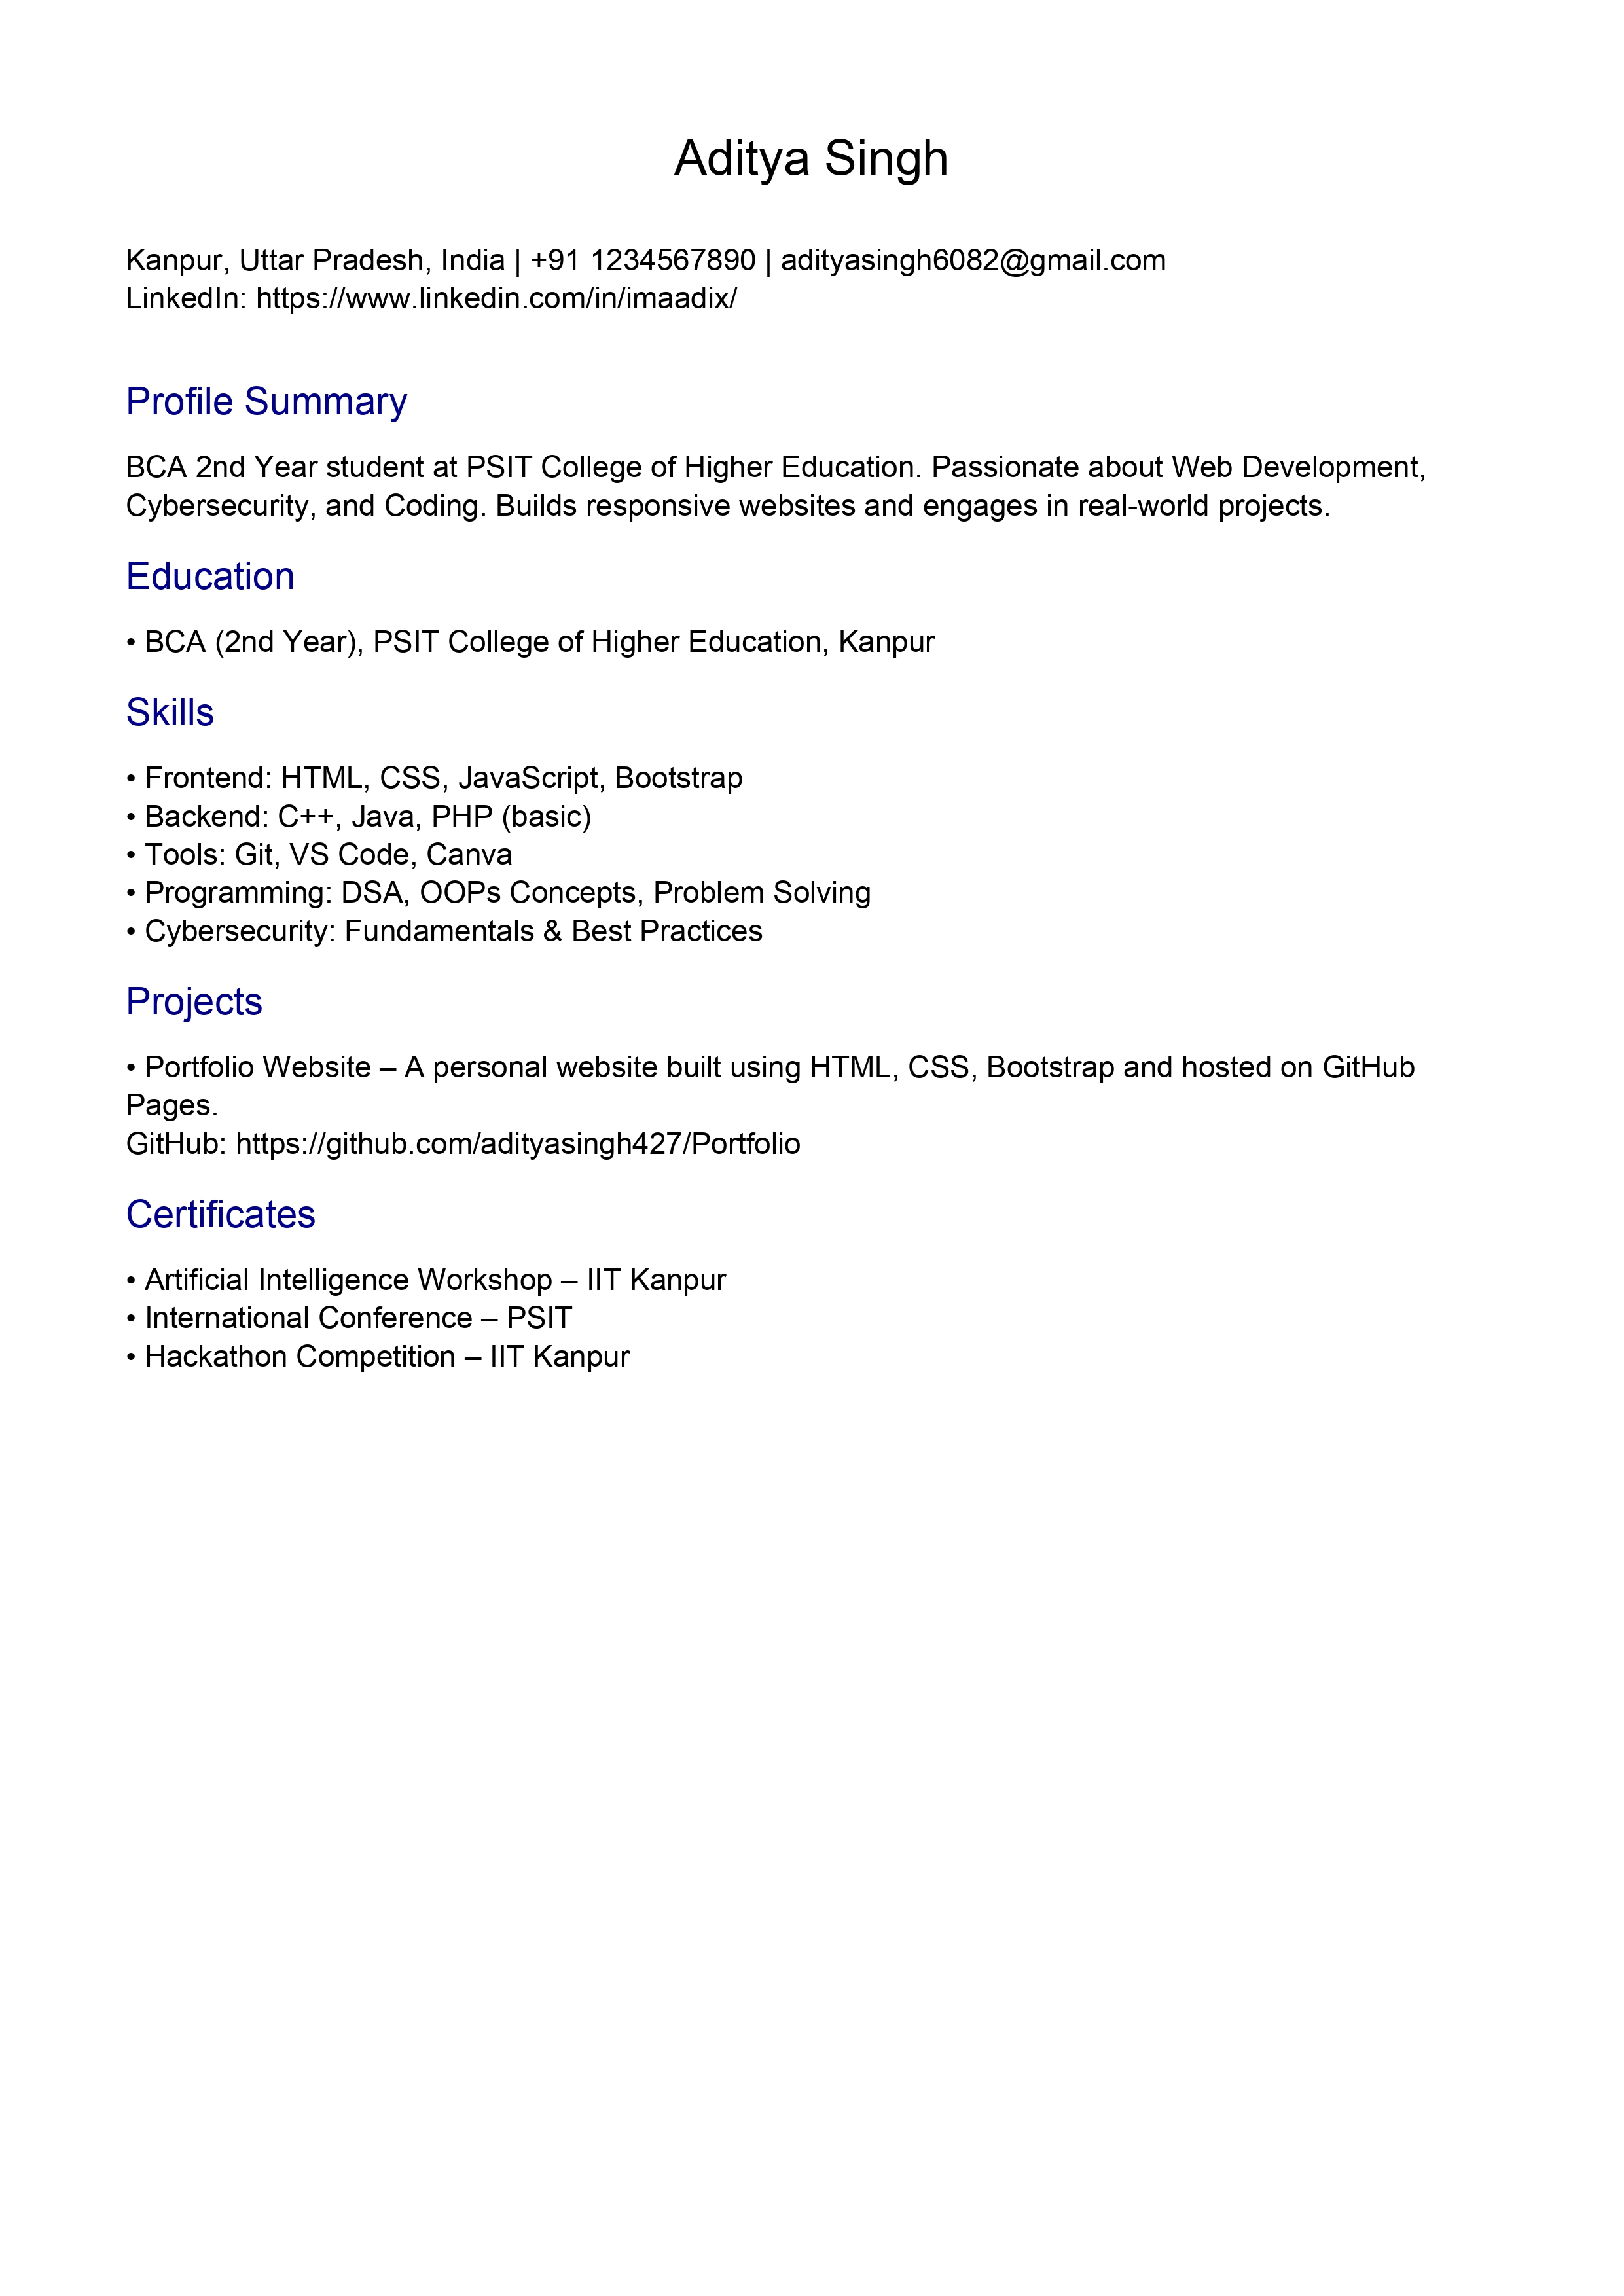 Aditya Singh
Kanpur, Uttar Pradesh, India | +91 1234567890 | adityasingh6082@gmail.com
LinkedIn: https://www.linkedin.com/in/imaadix/
Profile Summary
BCA 2nd Year student at PSIT College of Higher Education. Passionate about Web Development,
Cybersecurity, and Coding. Builds responsive websites and engages in real-world projects.
Education
• BCA (2nd Year), PSIT College of Higher Education, Kanpur
Skills
• Frontend: HTML, CSS, JavaScript, Bootstrap
• Backend: C++, Java, PHP (basic)
• Tools: Git, VS Code, Canva
• Programming: DSA, OOPs Concepts, Problem Solving
• Cybersecurity: Fundamentals & Best Practices
Projects
• Portfolio Website – A personal website built using HTML, CSS, Bootstrap and hosted on GitHub
Pages.
GitHub: https://github.com/adityasingh427/Portfolio
Certificates
• Artificial Intelligence Workshop – IIT Kanpur
• International Conference – PSIT
• Hackathon Competition – IIT Kanpur